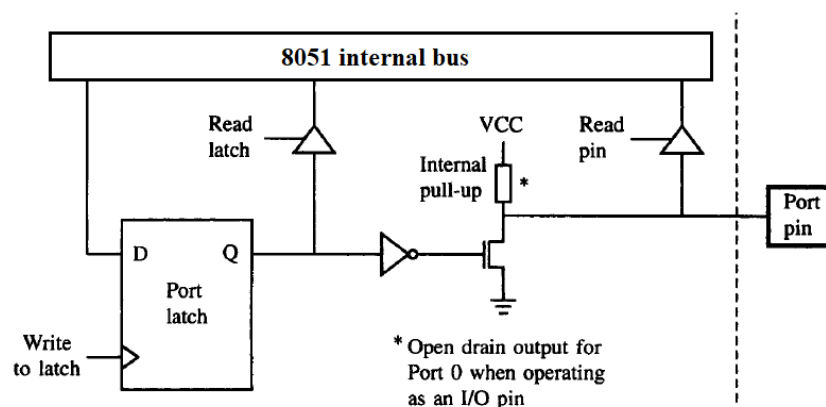 8051 internal bus
Read
latch
VCC
Read
pin
Internal
pull-up
*
Port
pin
D
Q
Port
latch
Write
to latch
* Open drain output for
Port 0 when operating
as an I/O pin